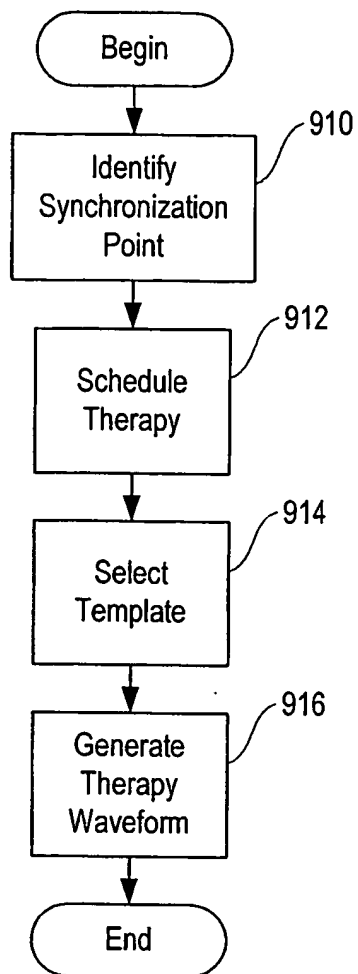 Begin
910
Identify
Synchronization
Point
912
Schedule
Therapy
914
Select
Template
916
Generate
Therapy
Waveform
End